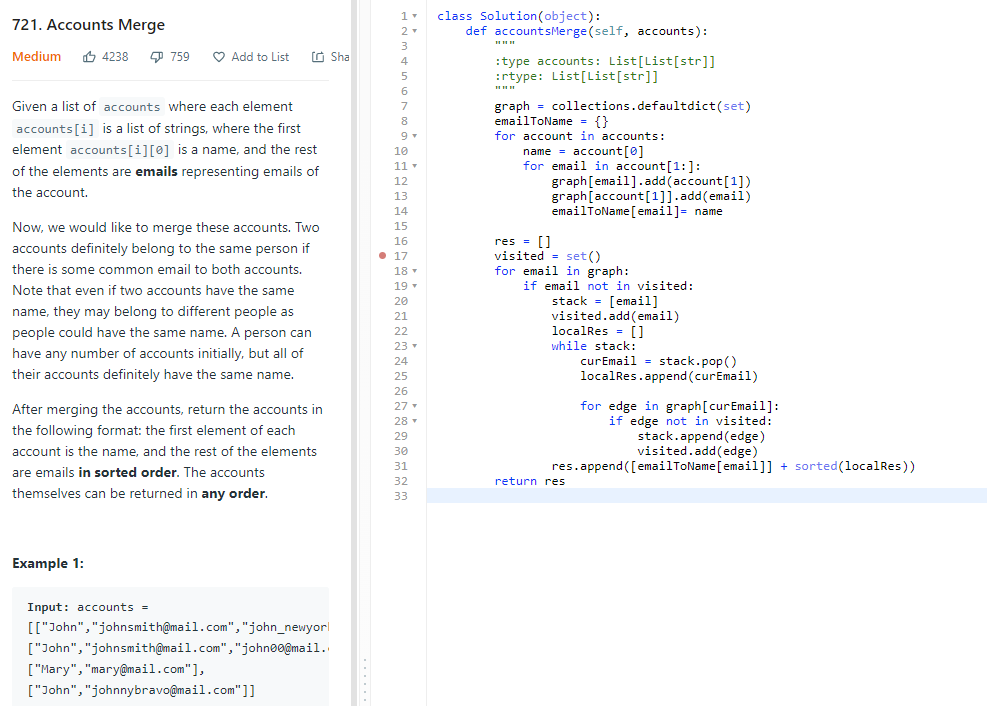 721. Accounts Merge
Medium 4238 759 Add to List Sha
Given a list of accounts where each element
accounts[i] is a list of strings, where the first
element accounts[i][0] is a name, and the rest
of the elements are emails representing emails of
the account.
Now, we would like to merge these accounts. Two
accounts definitely belong to the same person if
there is some common email to both accounts.
Note that even if two accounts have the same
name, they may belong to different people as
people could have the same name. A person can
have any number of accounts initially, but all of
their accounts definitely have the same name.
After merging the accounts, return the accounts in
the following format: the first element of each
account is the name, and the rest of the elements
are emails in sorted order. The accounts
themselves can be returned in any order.
Example 1:
Input: accounts =
[["John","johnsmith@mail.com","john_newyor
["John","johnsmith@mail.com","john00@mail.
["Mary","mary@mail.com"],
["John","johnnybravo@mail.com"]]
1 class Solution(object):
2     def accountsMerge(self, accounts):
3         """
4         :type accounts: List[List[str]]
5         :rtype: List[List[str]]
6         """
7         graph = collections.defaultdict(set)
8         emailToName = {}
9         for account in accounts:
10             name = account[0]
11             for email in account[1:]:
12                 graph[email].add(account[1])
13                 graph[account[1]].add(email)
14                 emailToName[email]= name
15
16         res = []
17         visited = set()
18         for email in graph:
19             if email not in visited:
20                 stack = [email]
21                 visited.add(email)
22                 localRes = []
23                 while stack:
24                     curEmail = stack.pop()
25                     localRes.append(curEmail)
26
27                     for edge in graph[curEmail]:
28                         if edge not in visited:
29                             stack.append(edge)
30                             visited.add(edge)
31                 res.append([emailToName[email]] + sorted(localRes))
32         return res
33